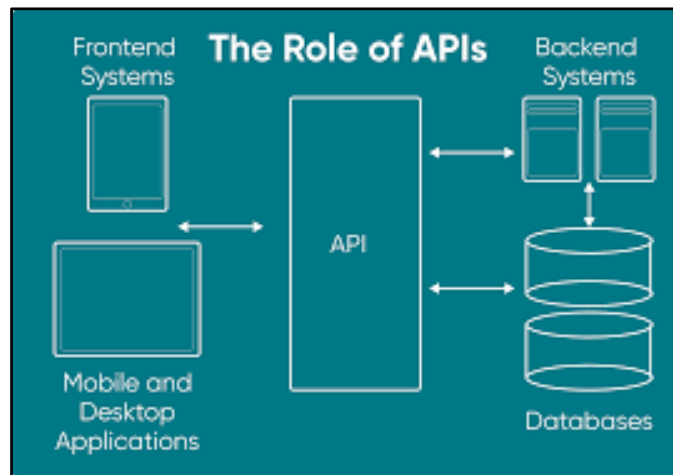 The Role of APIs
Frontend
Systems
Backend
Systems
API
Mobile and
Desktop
Applications
Databases